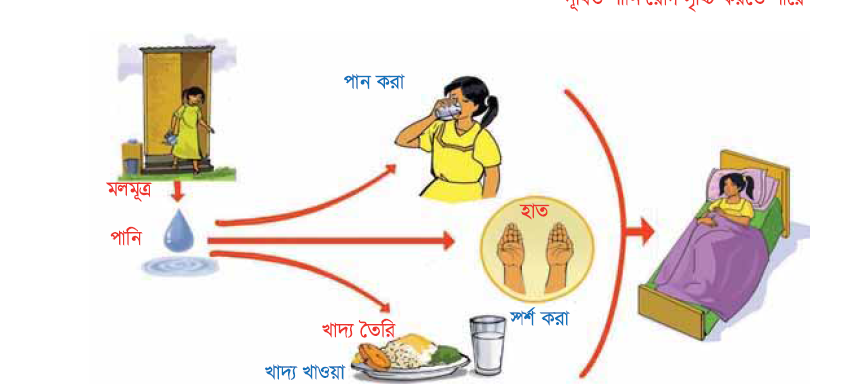 পান করা
মলমূত্র
হাত
পানি
স্পর্শ করা
খাদ্য তৈরি
খাদ্য খাওয়া